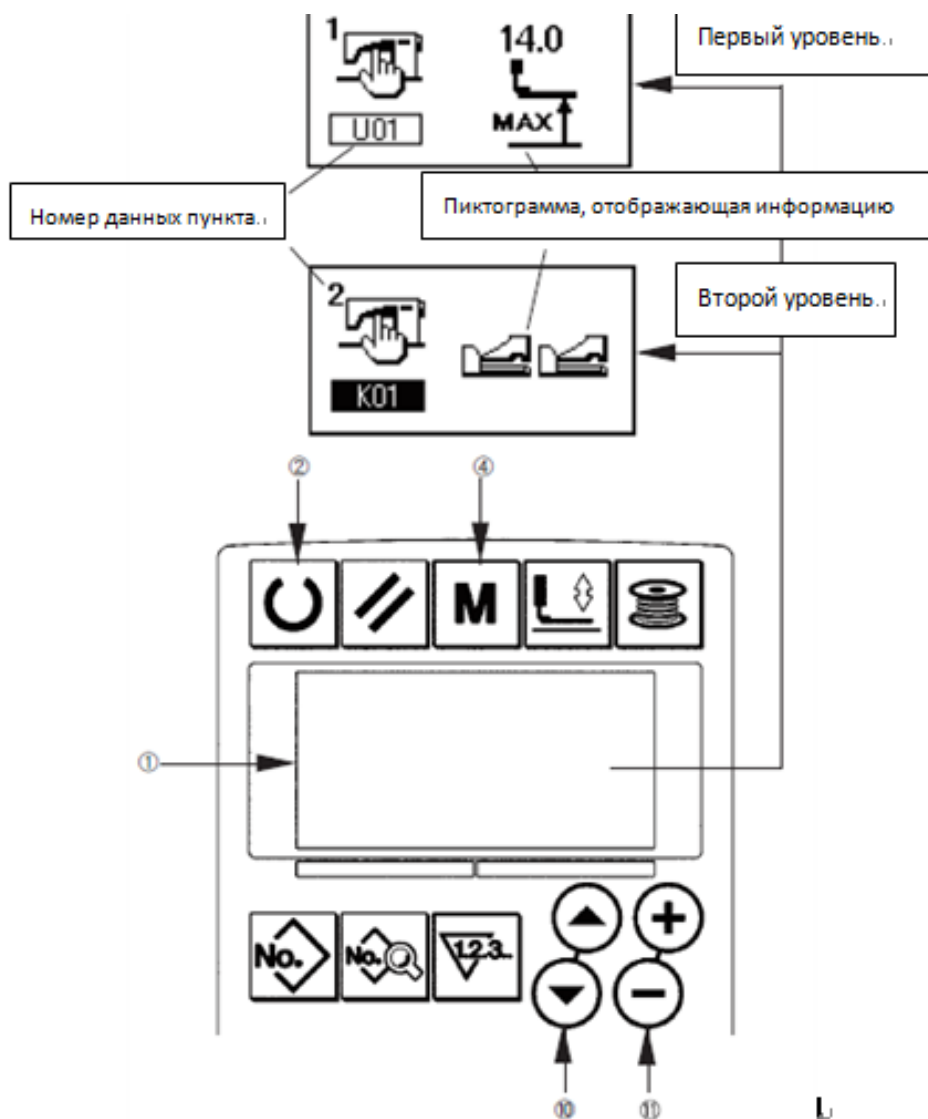 1
14.0
Первый уровень.
U01
MAX
Номер данных пункта.
Пиктограмма, отображающая информацию
2
Второй уровень.
K01
② ④
M
①
No. No. 1.2.3..
⑩ ⑪